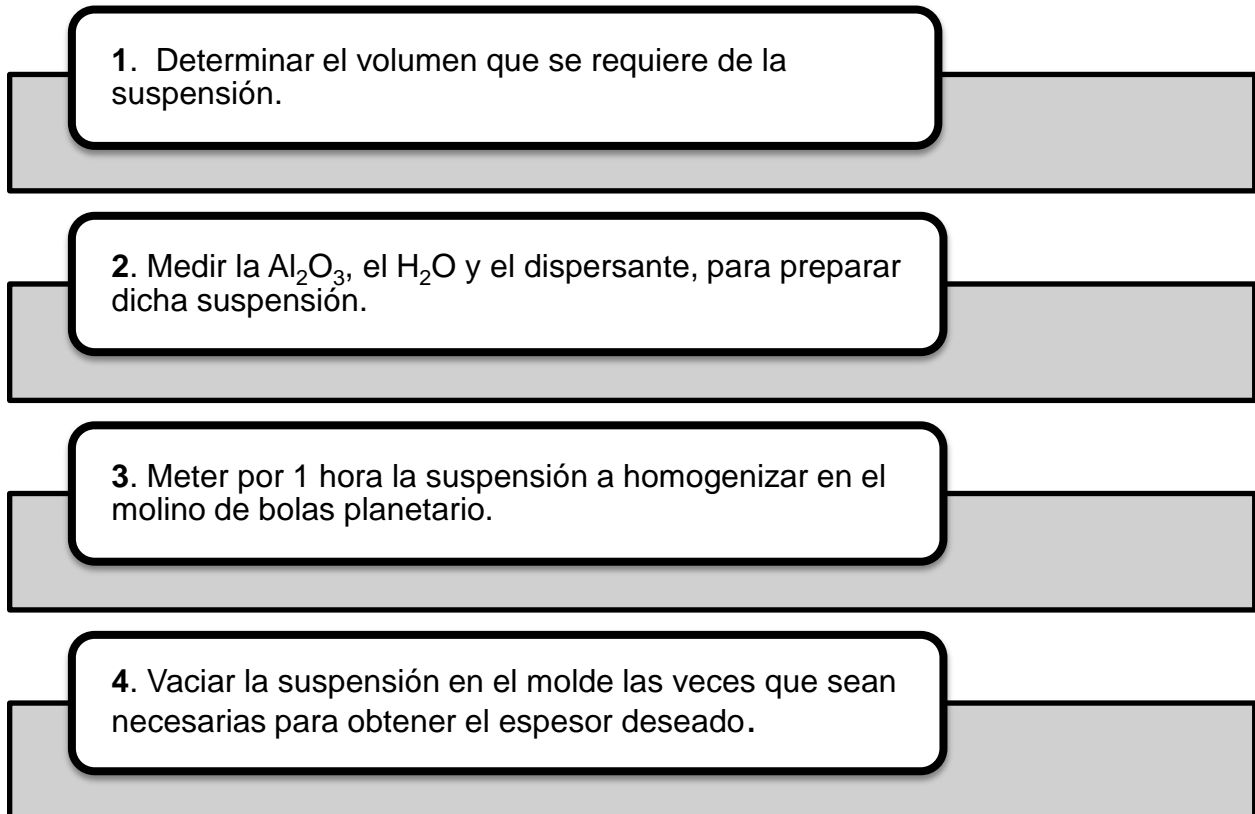 1. Determinar el volumen que se requiere de la
suspensión.
2. Medir la Al₂O₃, el H₂O y el dispersante, para preparar
dicha suspensión.
3. Meter por 1 hora la suspensión a homogenizar en el
molino de bolas planetario.
4. Vaciar la suspensión en el molde las veces que sean
necesarias para obtener el espesor deseado.